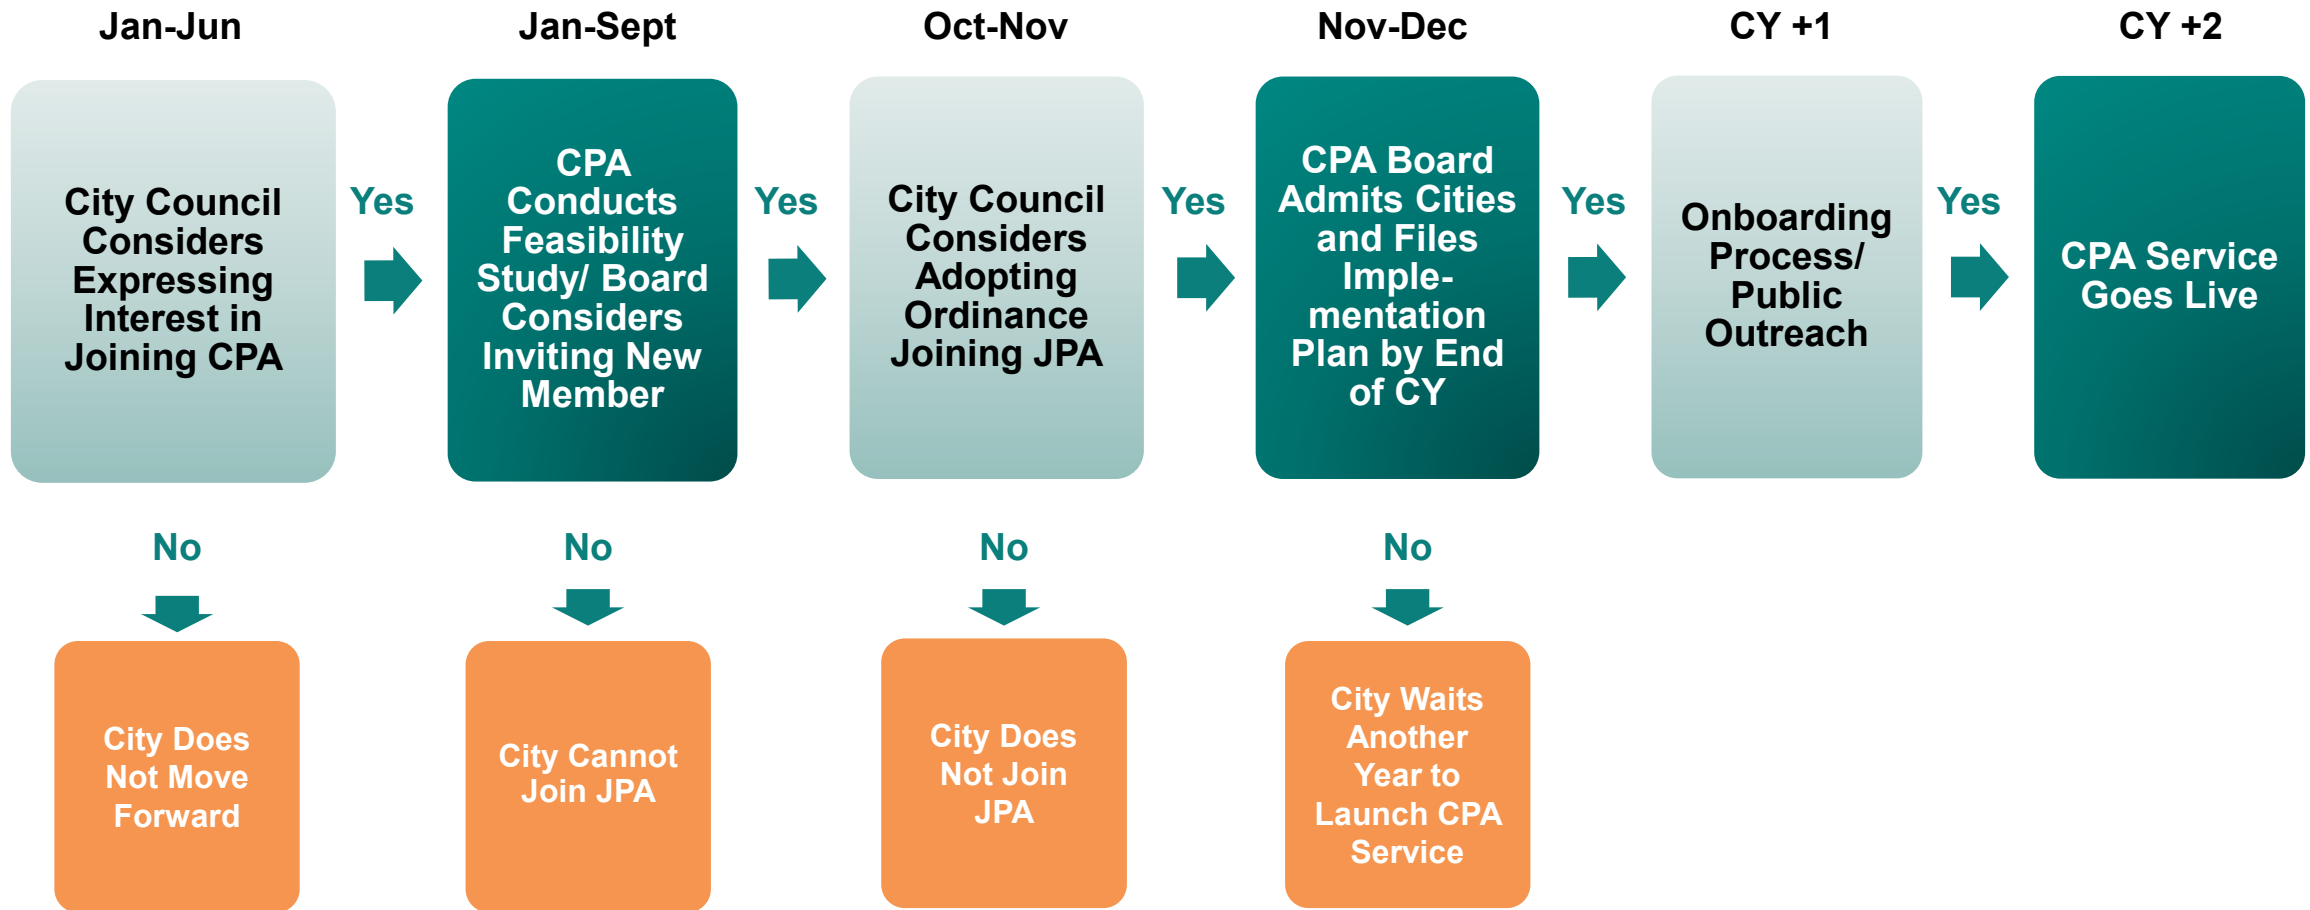 Jan-Jun
Jan-Sept
Oct-Nov
Nov-Dec
CY +1
CY +2
City Council
Considers
Expressing
Interest in
Joining CPA
Yes
CPA
Conducts
Feasibility
Study/ Board
Considers
Inviting New
Member
Yes
City Council
Considers
Adopting
Ordinance
Joining JPA
Yes
CPA Board
Admits Cities
and Files
Imple-
mentation
Plan by End
of CY
Yes
Onboarding
Process/
Public
Outreach
Yes
CPA Service
Goes Live
No
No
No
No
City Does
Not Move
Forward
City Cannot
Join JPA
City Does
Not Join
JPA
City Waits
Another
Year to
Launch CPA
Service